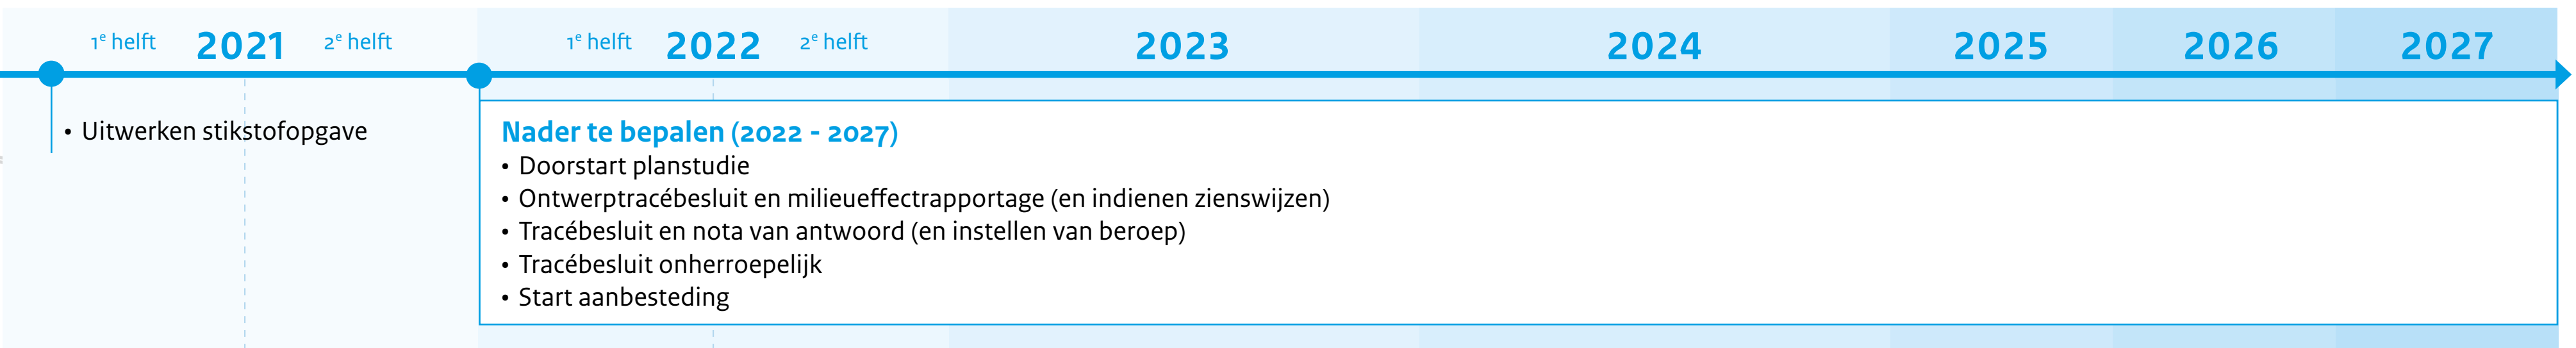 1e helft 2021 2e helft 1e helft 2022 2e helft 2023 2024 2025 2026 2027
• Uitwerken stikstofopgave
Nader te bepalen (2022 - 2027)
• Doorstart planstudie
• Ontwerptracébesluit en milieueffectrapportage (en indienen zienswijzen)
• Tracébesluit en nota van antwoord (en instellen van beroep)
• Tracébesluit onherroepelijk
• Start aanbesteding